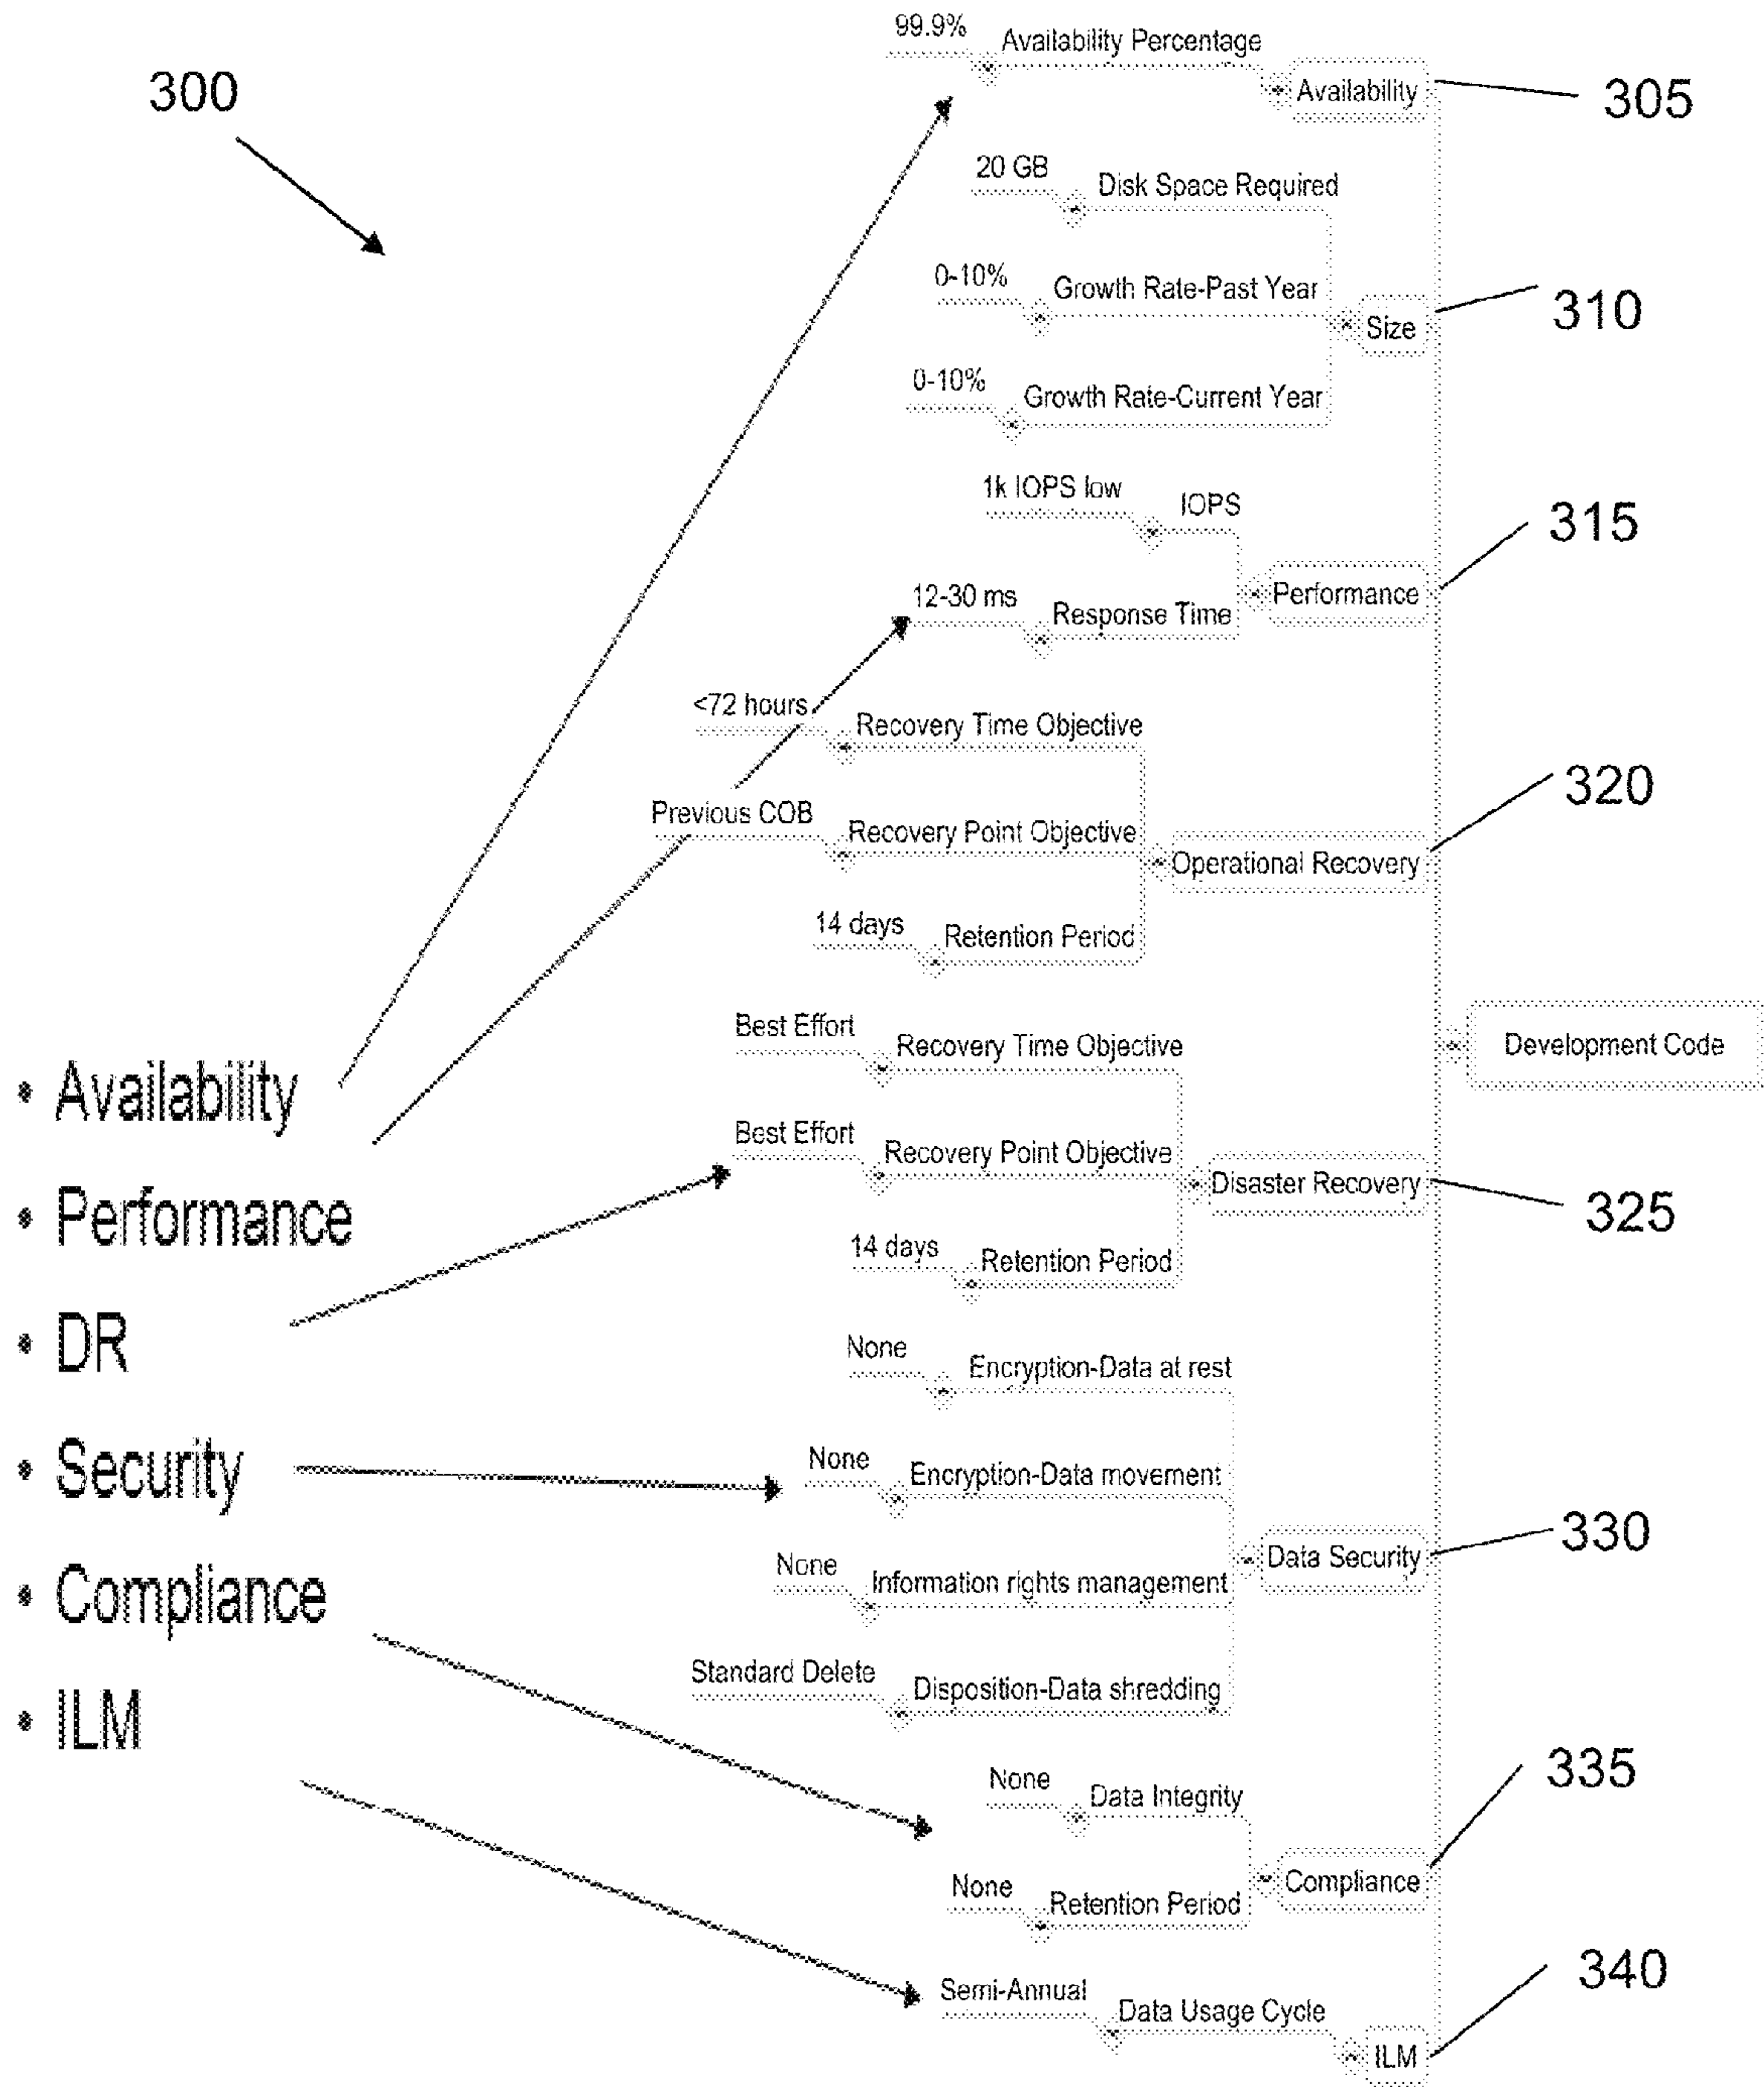 300
99.9%
Availability Percentage
Availability
305
20 GB
Disk Space Required
0-10%
Growth Rate-Past Year
Size
310
0-10%
Growth Rate-Current Year
1k IOPS low
IOPS
315
12-30 ms
Response Time
Performance
<72 hours
Recovery Time Objective
320
Previous COB
Recovery Point Objective
Operational Recovery
14 days
Retention Period
Best Effort
Recovery Time Objective
Development Code
Best Effort
Recovery Point Objective
Disaster Recovery
325
14 days
Retention Period
• Availability
• Performance
• DR
• Security
• Compliance
• ILM
None
Encryption-Data at rest
None
Encryption-Data movement
Data Security
330
None
Information rights management
Standard Delete
Disposition-Data shredding
None
Data Integrity
335
None
Retention Period
Compliance
Semi-Annual
Data Usage Cycle
ILM
340